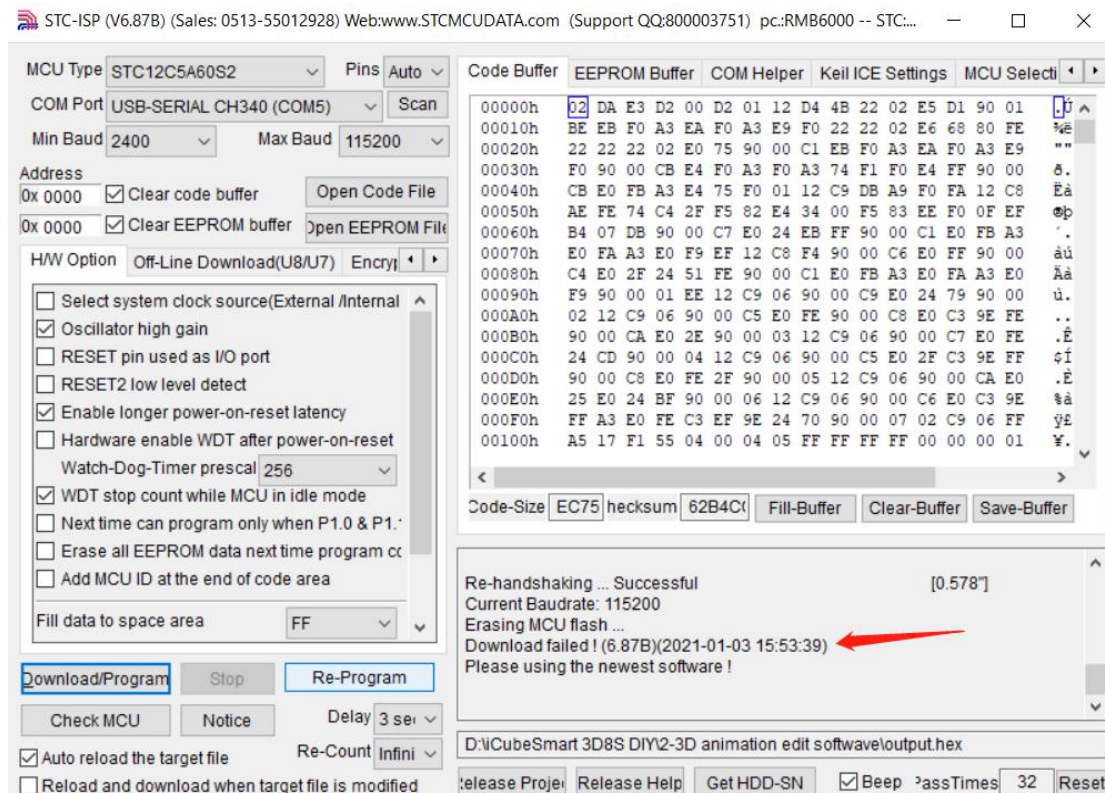 STC-ISP (V6.87B) (Sales: 0513-55012928) Web:www.STCMCUDATA.com (Support QQ:800003751) pc.:RMB6000 -- STC:...
MCU Type STC12C5A60S2 Pins Auto
COM Port USB-SERIAL CH340 (COM5) Scan
Min Baud 2400 Max Baud 115200
Address
0x 0000 Clear code buffer Open Code File
0x 0000 Clear EEPROM buffer Open EEPROM File
H/W Option Off-Line Download(U8/U7) Encryp
Select system clock source(External /Internal
Oscillator high gain
RESET pin used as I/O port
RESET2 low level detect
Enable longer power-on-reset latency
Hardware enable WDT after power-on-reset
Watch-Dog-Timer prescal 256
WDT stop count while MCU in idle mode
Next time can program only when P1.0 & P1.
Erase all EEPROM data next time program cc
Add MCU ID at the end of code area
Fill data to space area FF
Download/Program Stop Re-Program
Check MCU Notice Delay 3 sec
Auto reload the target file Re-Count Infini
Reload and download when target file is modified
Code Buffer EEPROM Buffer COM Helper Keil ICE Settings MCU Selecti
00000h 02 DA E3 D2 00 D2 01 12 D4 4B 22 02 E5 D1 90 01 .Ú
00010h BE EB F0 A3 EA F0 A3 E9 F0 22 22 02 E6 68 80 FE ¾ë
00020h 22 22 22 02 E0 75 90 00 C1 EB F0 A3 EA F0 A3 E9 ""
00030h F0 90 00 CB E4 F0 A3 F0 A3 74 F1 F0 E4 FF 90 00 ð.
00040h CB E0 FB A3 E4 75 F0 01 12 C9 DB A9 F0 FA 12 C8 Ëà
00050h AE FE 74 C4 2F F5 82 E4 34 00 F5 83 EE F0 0F EF ®þ
00060h B4 07 DB 90 00 C7 E0 24 EB FF 90 00 C1 E0 FB A3 ´.
00070h E0 FA A3 E0 F9 EF 12 C8 F4 90 00 C6 E0 FF 90 00 àú
00080h C4 E0 2F 24 51 FE 90 00 C1 E0 FB A3 E0 FA A3 E0 Äà
00090h F9 90 00 01 EE 12 C9 06 90 00 C9 E0 24 79 90 00 ù.
000A0h 02 12 C9 06 90 00 C5 E0 FE 90 00 C8 E0 C3 9E FE ..
000B0h 90 00 CA E0 2E 90 00 03 12 C9 06 90 00 C7 E0 FE .Ê
000C0h 24 CD 90 00 04 12 C9 06 90 00 C5 E0 2F C3 9E FF $Í
000D0h 90 00 C8 E0 FE 2F 90 00 05 12 C9 06 90 00 CA E0 .È
000E0h 25 E0 24 BF 90 00 06 12 C9 06 90 00 C6 E0 C3 9E %à
000F0h FF A3 E0 FE C3 EF 9E 24 70 90 00 07 02 C9 06 FF ÿ£
00100h A5 17 F1 55 04 00 04 05 FF FF FF FF 00 00 00 01 ¥.
Code-Size EC75 hecksum 62B4C Fill-Buffer Clear-Buffer Save-Buffer
Re-handshaking ... Successful [0.578"]
Current Baudrate: 115200
Erasing MCU flash ...
Download failed ! (6.87B)(2021-01-03 15:53:39)
Please using the newest software !
D:\iCubeSmart 3D8S DIY\2-3D animation edit softwave\output.hex
Release Projec Release Help Get HDD-SN Beep PassTimes 32 Reset